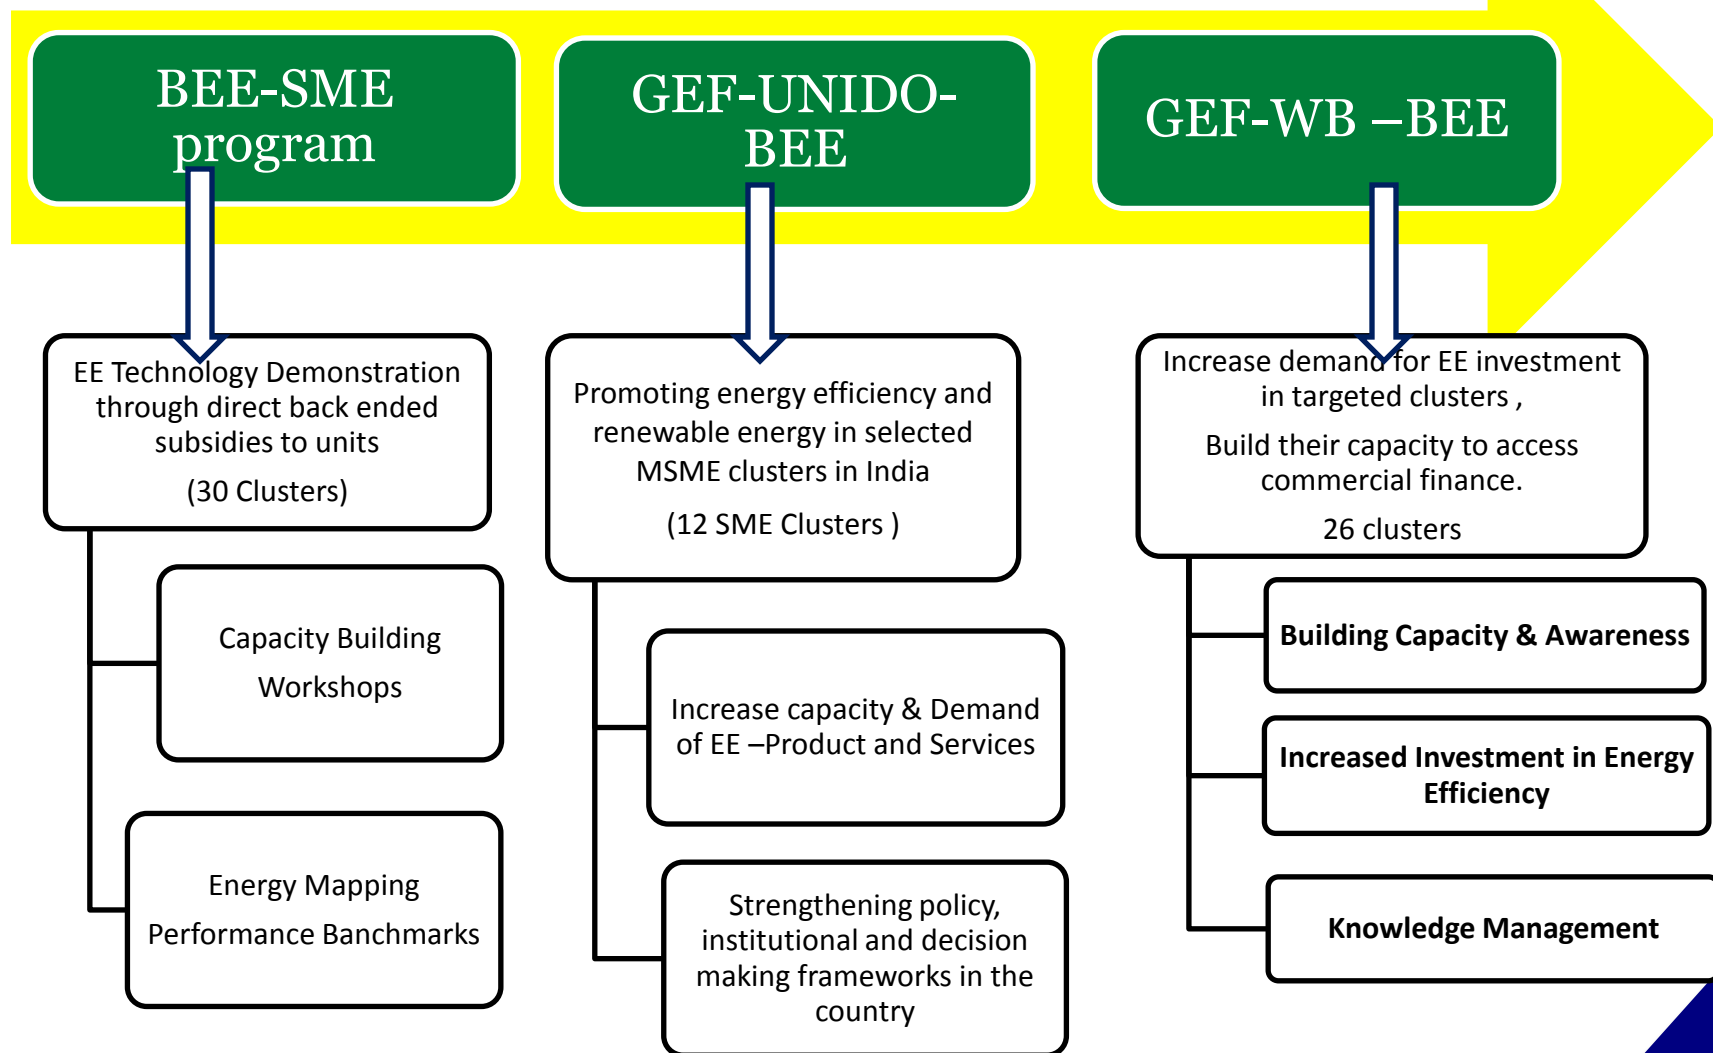 BEE-SME
program
GEF-UNIDO-
BEE
GEF-WB –BEE
EE Technology Demonstration
through direct back ended
subsidies to units
(30 Clusters)
Capacity Building
Workshops
Energy Mapping
Performance Banchmarks
Promoting energy efficiency and
renewable energy in selected
MSME clusters in India
(12 SME Clusters )
Increase capacity & Demand
of EE –Product and Services
Strengthening policy,
institutional and decision
making frameworks in the
country
Increase demand for EE investment
in targeted clusters ,
Build their capacity to access
commercial finance.
26 clusters
Building Capacity & Awareness
Increased Investment in Energy
Efficiency
Knowledge Management